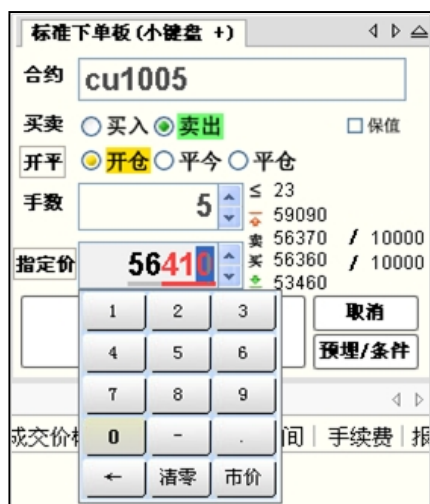 标准下单板(小键盘 +)
合约 cu1005
买卖 买入 卖出 保值
开平 开仓 平今 平仓
手数 5 ≤ 23
59090
卖 56370 / 10000
指定价 56410 买 56360 / 10000
53460
1 2 3 取消
4 5 6 预埋/条件
7 8 9
成交价 0 - . 间 手续费 报
← 清零 市价